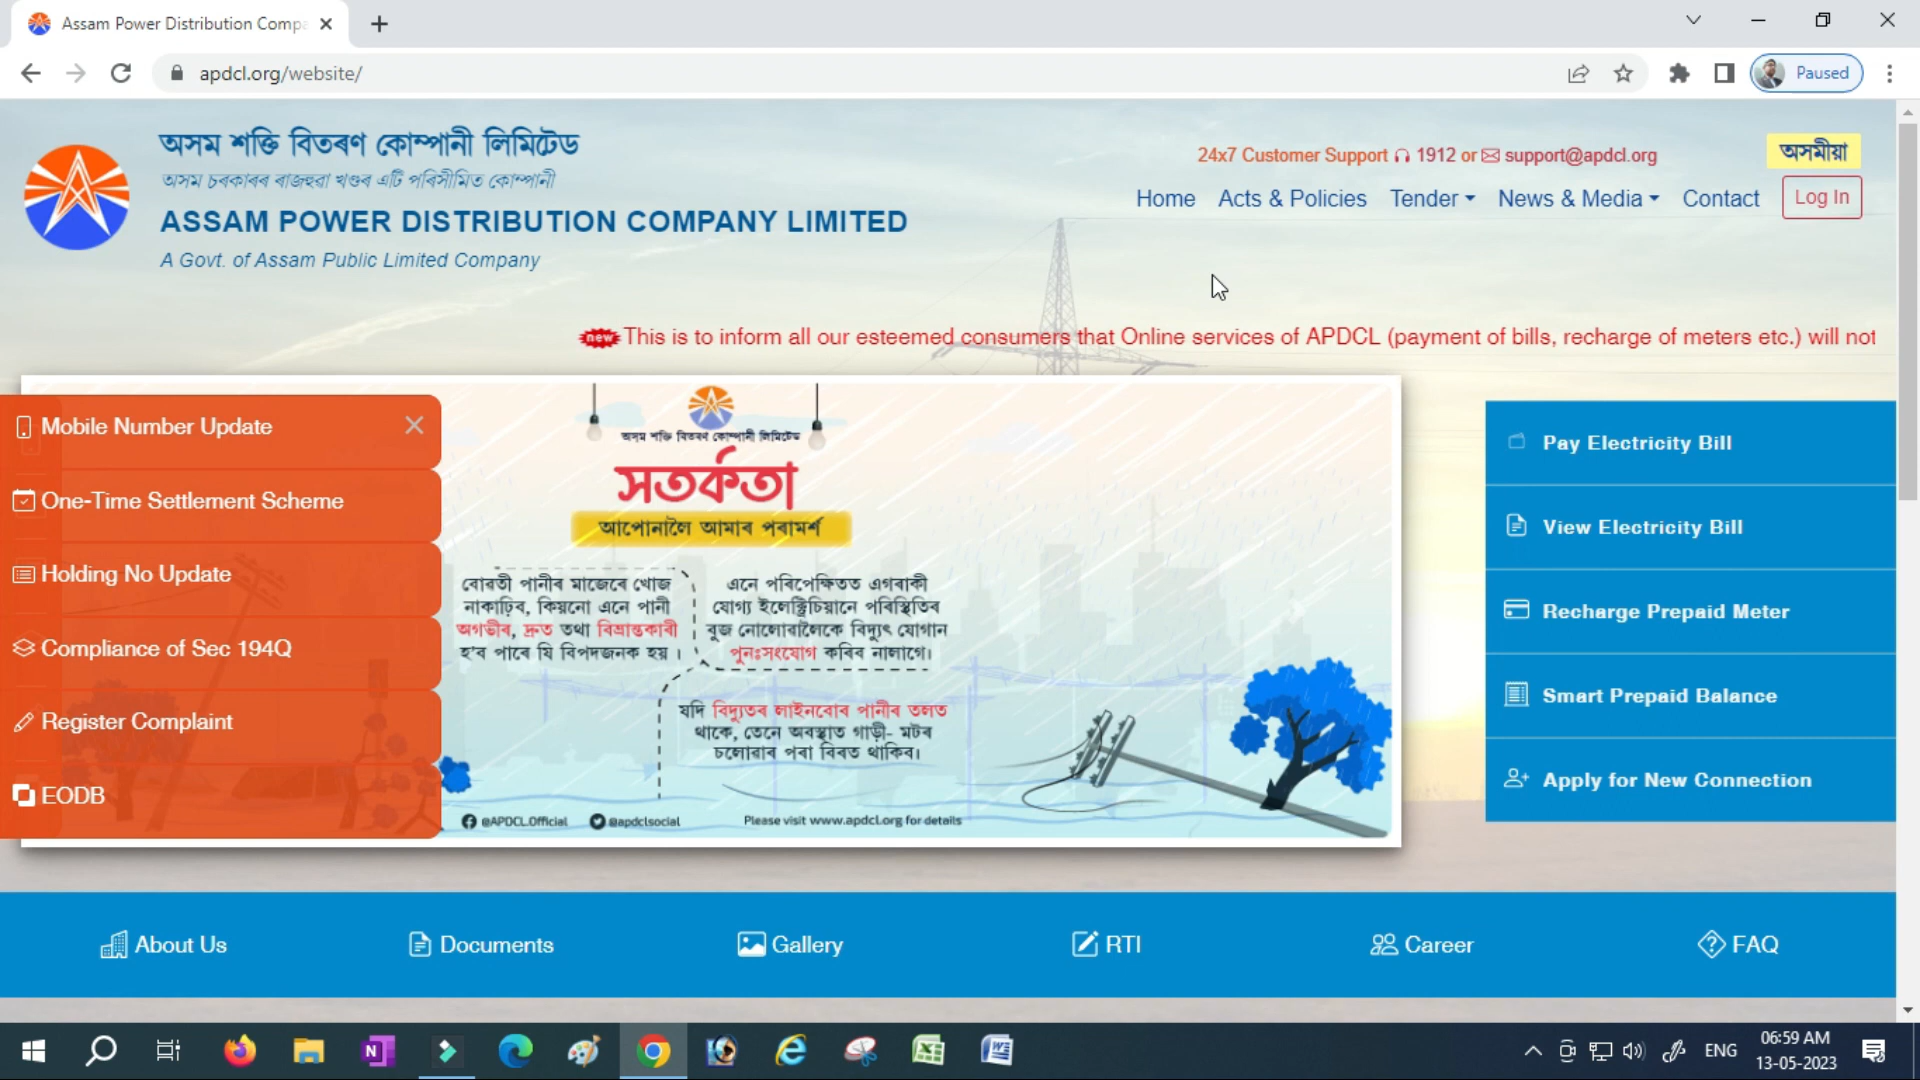 Assam Power Distribution Comp
apdcl.org/website/
Paused
অসম শক্তি বিতৰণ কোম্পানী লিমিটেড
অসম চৰকাৰৰ ৰাজহুৱা খণ্ডৰ এটি পৰিসীমিত কোম্পানী
ASSAM POWER DISTRIBUTION COMPANY LIMITED
A Govt. of Assam Public Limited Company
24x7 Customer Support 1912 or support@apdcl.org
অসমীয়া
Home Acts & Policies Tender News & Media Contact Log In
new This is to inform all our esteemed consumers that Online services of APDCL (payment of bills, recharge of meters etc.) will not
Mobile Number Update
One-Time Settlement Scheme
Holding No Update
Compliance of Sec 194Q
Register Complaint
EODB
অসম শক্তি বিতৰণ কোম্পানী লিমিটেড
সতৰ্কতা
আপোনালৈ আমাৰ পৰামৰ্শ
বোৱতী পানীৰ মাজেৰে খোজ
নাকাঢ়িব, কিয়নো এনে পানী
অগভীৰ, দ্ৰুত তথা বিভ্ৰান্তকাৰী
হ'ব পাৰে যি বিপদজনক হয়।
এনে পৰিপেক্ষিতত এগৰাকী
যোগ্য ইলেক্ট্ৰিচিয়ানে পৰিস্থিতিৰ
বুজ নোলোৱালৈকে বিদ্যুৎ যোগান
পুনঃসংযোগ কৰিব নালাগে।
যদি বিদ্যুতৰ লাইনবোৰ পানীৰ তলত
থাকে, তেনে অৱস্থাত গাড়ী- মটৰ
চলোৱাৰ পৰা বিৰত থাকিব।
@APDCL.Official @apdclsocial Please visit www.apdcl.org for details
Pay Electricity Bill
View Electricity Bill
Recharge Prepaid Meter
Smart Prepaid Balance
Apply for New Connection
About Us Documents Gallery RTI Career FAQ
ENG
06:59 AM
13-05-2023